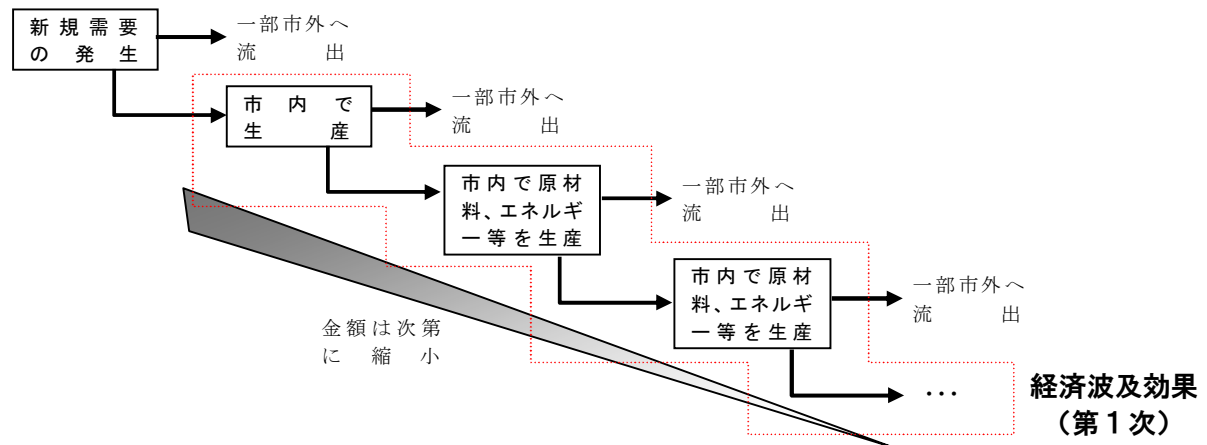 新規需要
の発生
一部市外へ
流出
市内で
生産
一部市外へ
流出
市内で原材
料、エネルギ
ー等を生産
一部市外へ
流出
市内で原材
料、エネルギ
ー等を生産
一部市外へ
流出
金額は次第
に縮小
…
経済波及効果
（第１次）